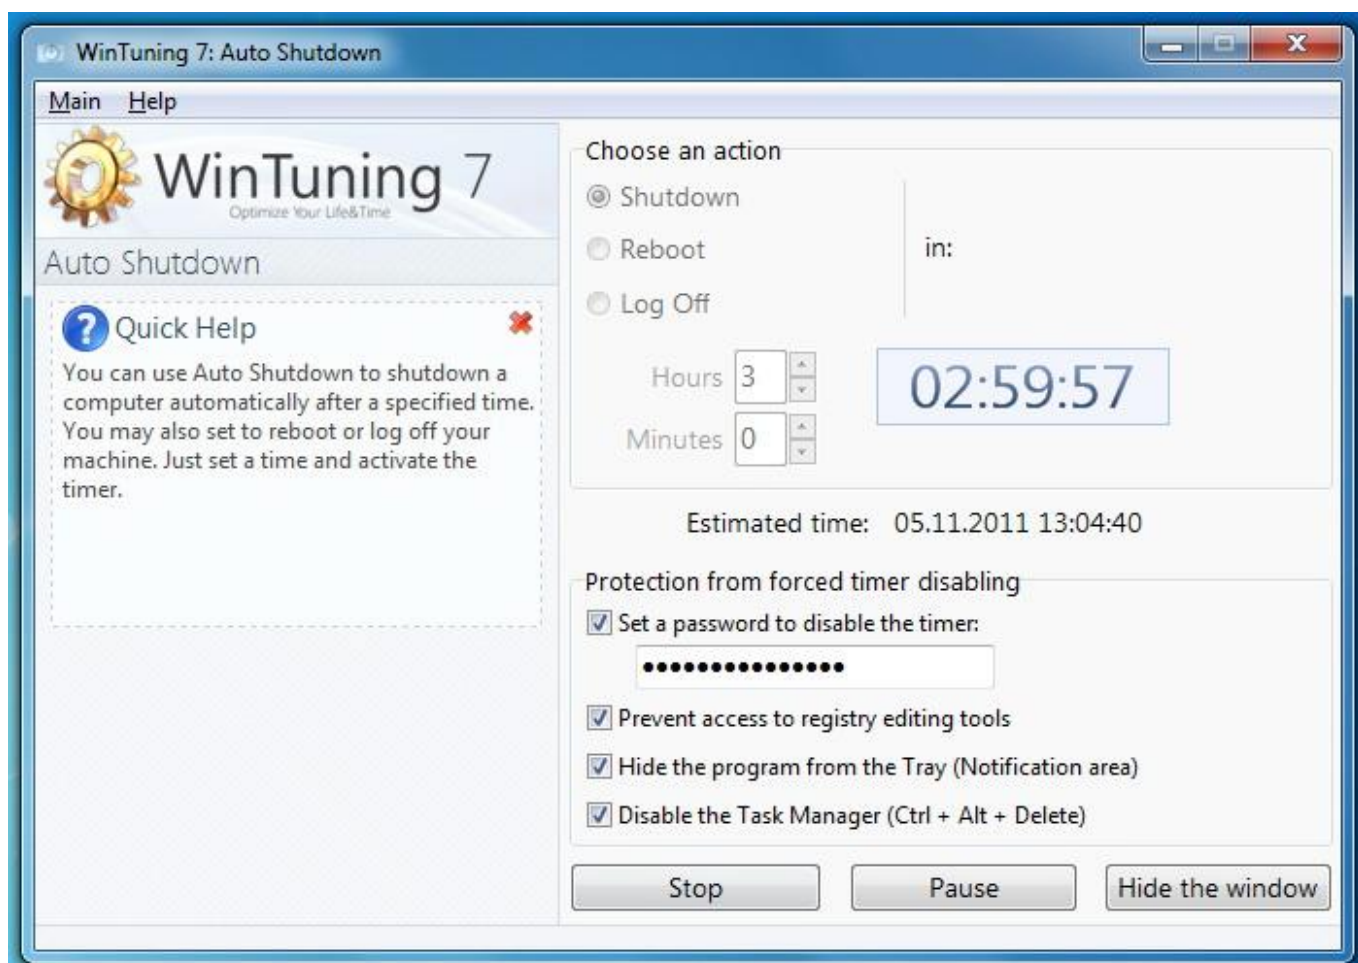 WinTuning 7: Auto Shutdown
Main Help
WinTuning 7
Optimize Your Life&Time
Auto Shutdown
Quick Help
You can use Auto Shutdown to shutdown a
computer automatically after a specified time.
You may also set to reboot or log off your
machine. Just set a time and activate the
timer.
Choose an action
Shutdown
Reboot
in:
Log Off
Hours 3
02:59:57
Minutes 0
Estimated time: 05.11.2011 13:04:40
Protection from forced timer disabling
Set a password to disable the timer:
•••••••••••••••
Prevent access to registry editing tools
Hide the program from the Tray (Notification area)
Disable the Task Manager (Ctrl + Alt + Delete)
Stop Pause Hide the window